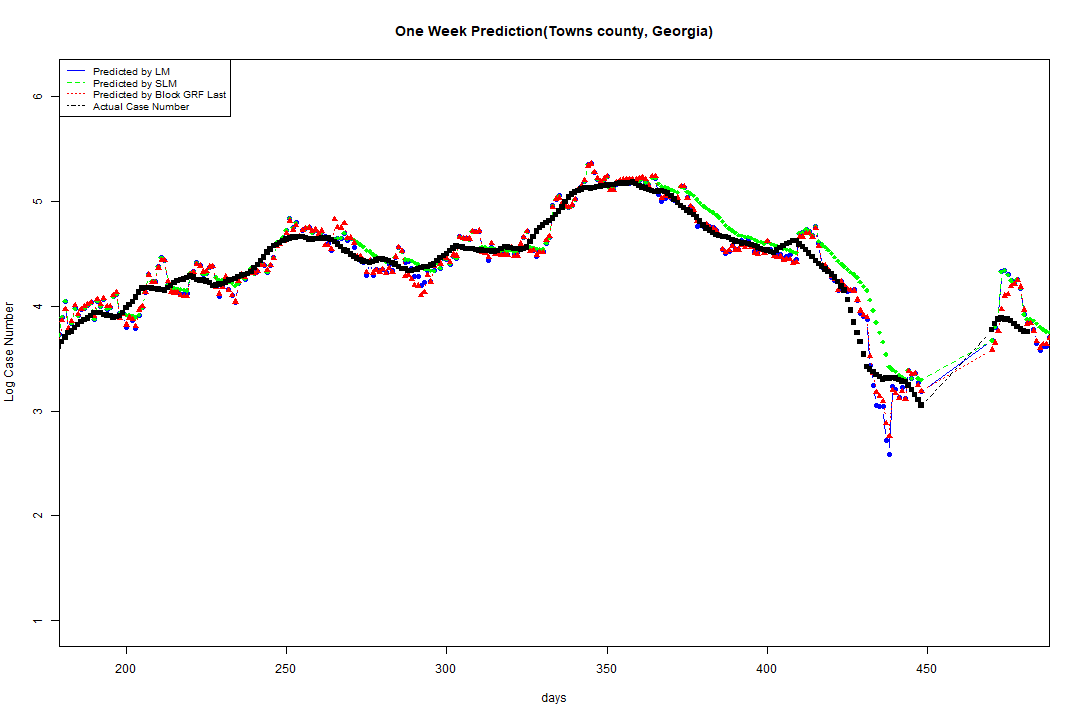 One Week Prediction(Towns county, Georgia)
Predicted by LM
Predicted by SLM
Predicted by Block GRF Last
Actual Case Number
6
5
4
3
2
1
Log Case Number
200
250
300
350
400
450
days